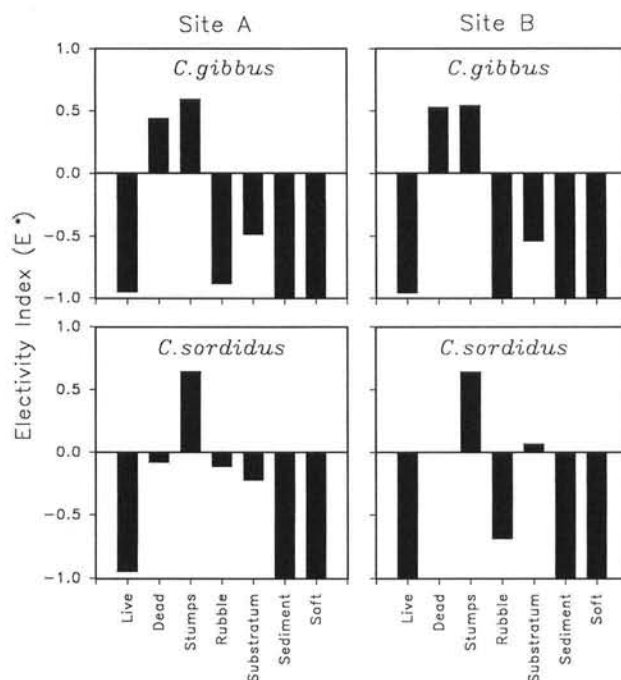 Site A
Site B
Electivity Index (E*)
1.0
0.5
0.0
-0.5
-1.0
C.gibbus
C.gibbus
1.0
0.5
0.0
-0.5
-1.0
C.sordidus
C.sordidus
Live
Dead
Stumps
Rubble
Substratum
Sediment
Soft
Live
Dead
Stumps
Rubble
Substratum
Sediment
Soft